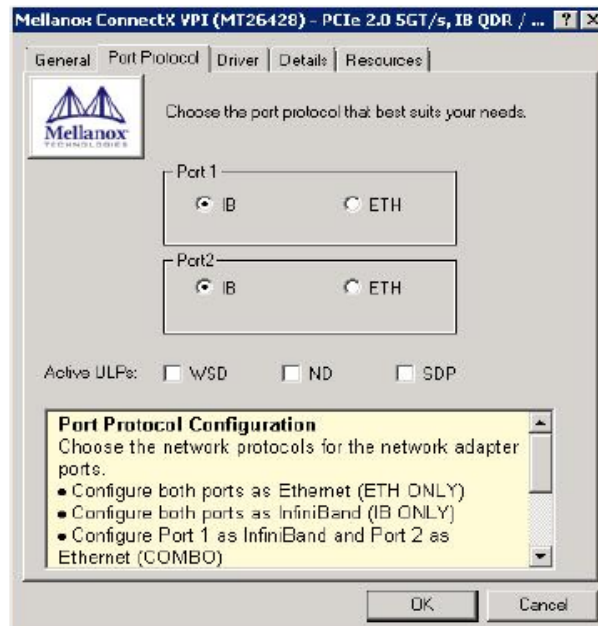 Mellanox ConnectX VPI (MT26428) - PCIe 2.0 5GT/s, IB QDR / ...
General Port Protocol Driver Details Resources
Mellanox
TECHNOLOGIES
Choose the port protocol that best suits your needs.
Port 1
IB ETH
Port2
IB ETH
Active ULPs: WSD ND SDP
Port Protocol Configuration
Choose the network protocols for the network adapter
ports.
• Configure both ports as Ethernet (ETH ONLY)
• Configure both ports as InfiniBand (IB ONLY)
• Configure Port 1 as InfiniBand and Port 2 as
Ethernet (COMBO)
OK Cancel